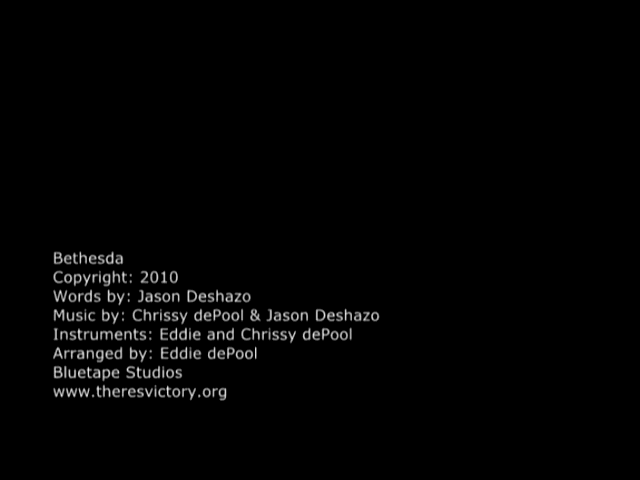 Bethesda
Copyright: 2010
Words by: Jason Deshazo
Music by: Chrissy dePool & Jason Deshazo
Instruments: Eddie and Chrissy dePool
Arranged by: Eddie dePool
Bluetape Studios
www.theresvictory.org